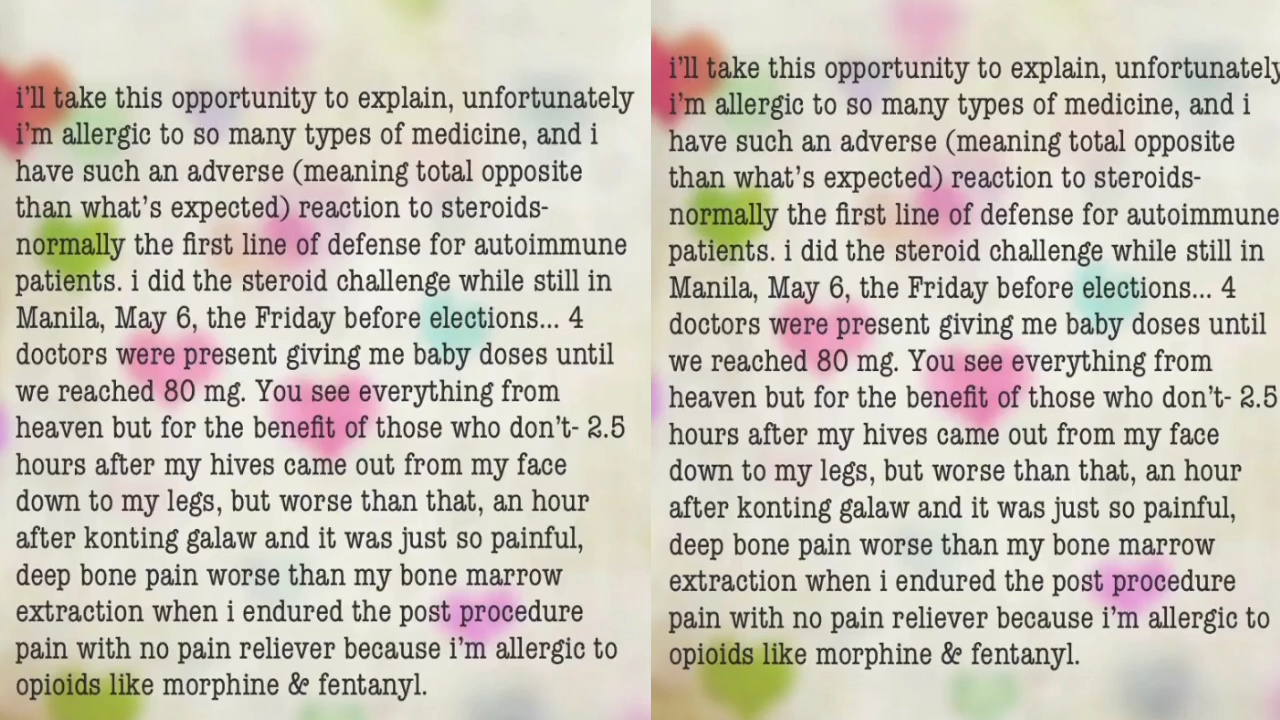 i’ll take this opportunity to explain, unfortunately
i’m allergic to so many types of medicine, and i
have such an adverse (meaning total opposite
than what’s expected) reaction to steroids-
normally the first line of defense for autoimmune
patients. i did the steroid challenge while still in
Manila, May 6, the Friday before elections... 4
doctors were present giving me baby doses until
we reached 80 mg. You see everything from
heaven but for the benefit of those who don’t- 2.5
hours after my hives came out from my face
down to my legs, but worse than that, an hour
after konting galaw and it was just so painful,
deep bone pain worse than my bone marrow
extraction when i endured the post procedure
pain with no pain reliever because i’m allergic to
opioids like morphine & fentanyl.
i’ll take this opportunity to explain, unfortunately
i’m allergic to so many types of medicine, and i
have such an adverse (meaning total opposite
than what’s expected) reaction to steroids-
normally the first line of defense for autoimmune
patients. i did the steroid challenge while still in
Manila, May 6, the Friday before elections... 4
doctors were present giving me baby doses until
we reached 80 mg. You see everything from
heaven but for the benefit of those who don’t- 2.5
hours after my hives came out from my face
down to my legs, but worse than that, an hour
after konting galaw and it was just so painful,
deep bone pain worse than my bone marrow
extraction when i endured the post procedure
pain with no pain reliever because i’m allergic to
opioids like morphine & fentanyl.